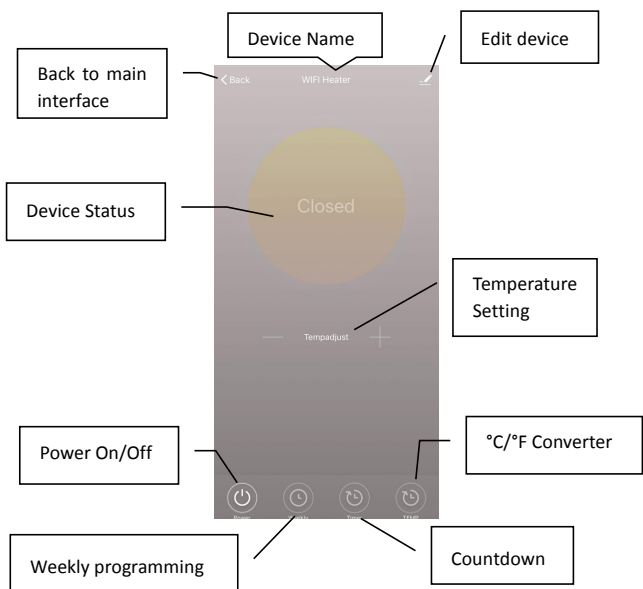 Device Name
Edit device
Back to main
interface
Back
WIFI Heater
Device Status
Closed
Temperature
Setting
Tempadjust
Power On/Off
°C/°F Converter
Power
Timer
TEMP
Weekly programming
Countdown